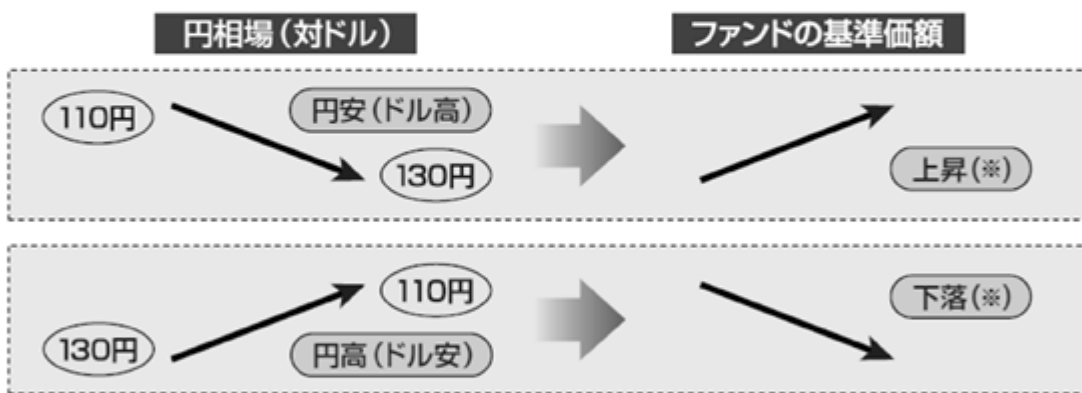 円相場（対ドル）
ファンドの基準価額
110円
円安（ドル高）
130円
上昇（※）
130円
110円
円高（ドル安）
下落（※）